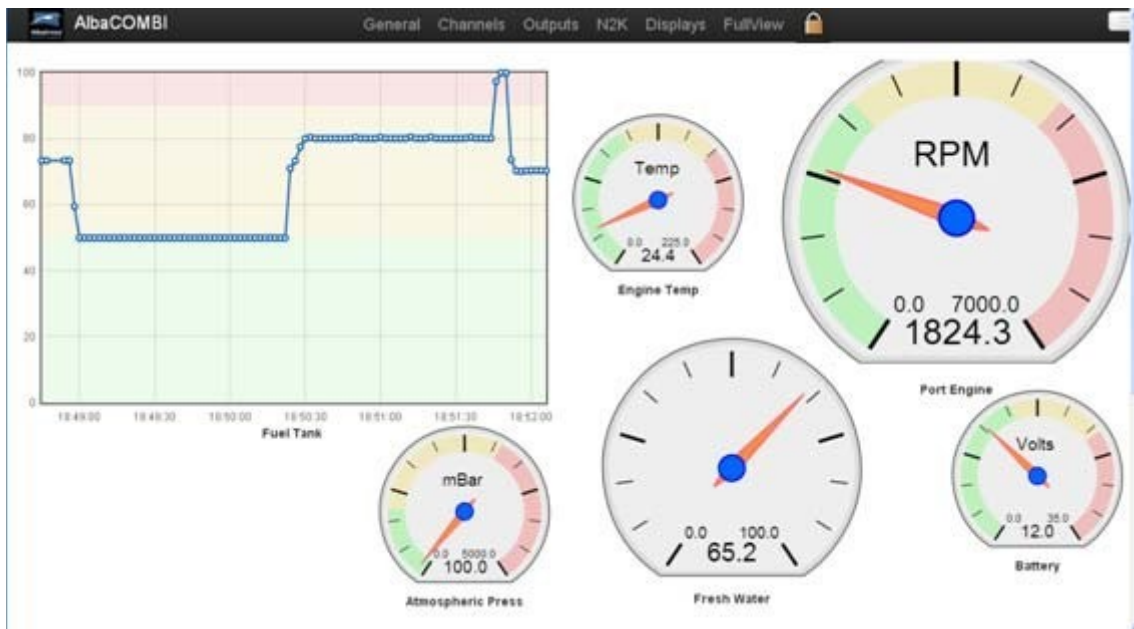 AlbaCOMBI General Channels Outputs N2K Displays FullView
100
80
60
40
20
0
18:49:00 18:49:30 18:50:00 18:50:30 18:51:00 18:51:30 18:52:00
Fuel Tank
Temp
0.0 225.0
24.4
Engine Temp
RPM
0.0 7000.0
1824.3
Port Engine
mBar
0.0 5000.0
100.0
Atmospheric Press
0.0 100.0
65.2
Fresh Water
Volts
0.0 35.0
12.0
Battery